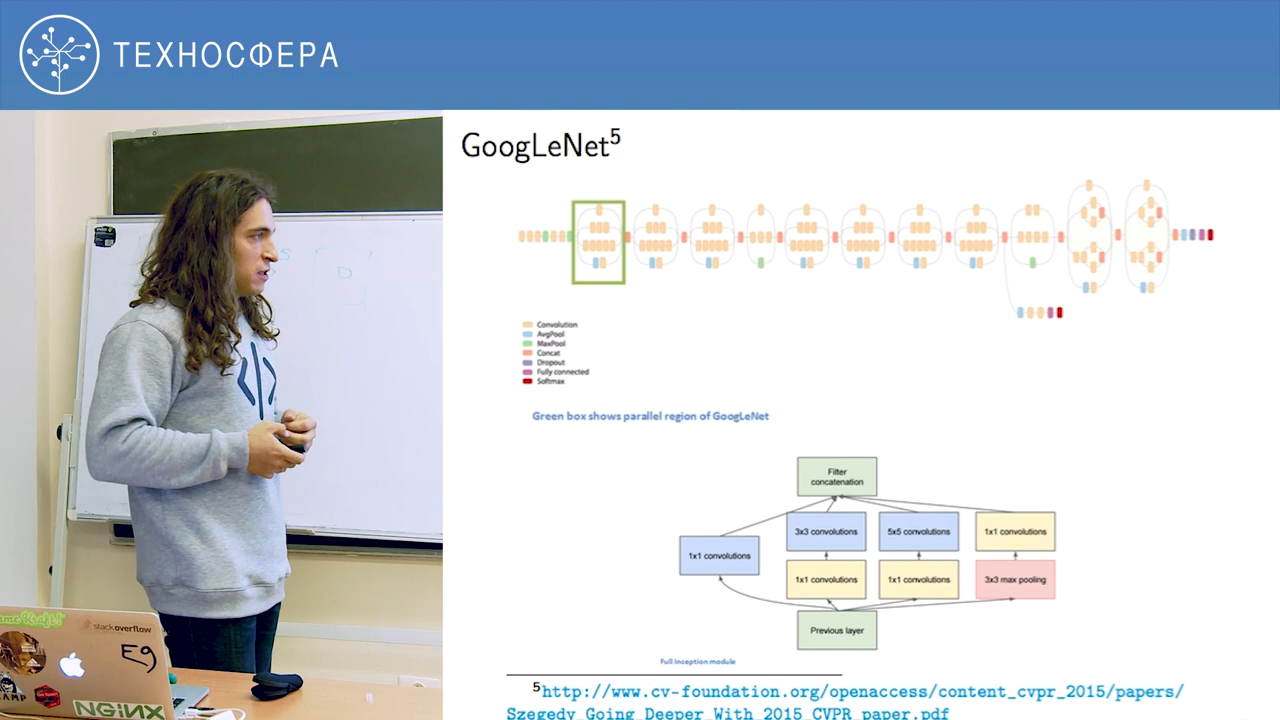 ТЕХНОСФЕРА
GoogLeNet5
Convolution
AvgPool
MaxPool
Concat
Dropout
Fully connected
Softmax
Green box shows parallel region of GoogLeNet
Filter
concatenation
3x3 convolutions
5x5 convolutions
1x1 convolutions
1x1 convolutions
1x1 convolutions
1x1 convolutions
3x3 max pooling
Previous layer
Full Inception module
5http://www.cv-foundation.org/openaccess/content_cvpr_2015/papers/
Szegedy_Going_Deeper_With_2015_CVPR_paper.pdf
</>
S
D
stackoverflow
E9
NGINX